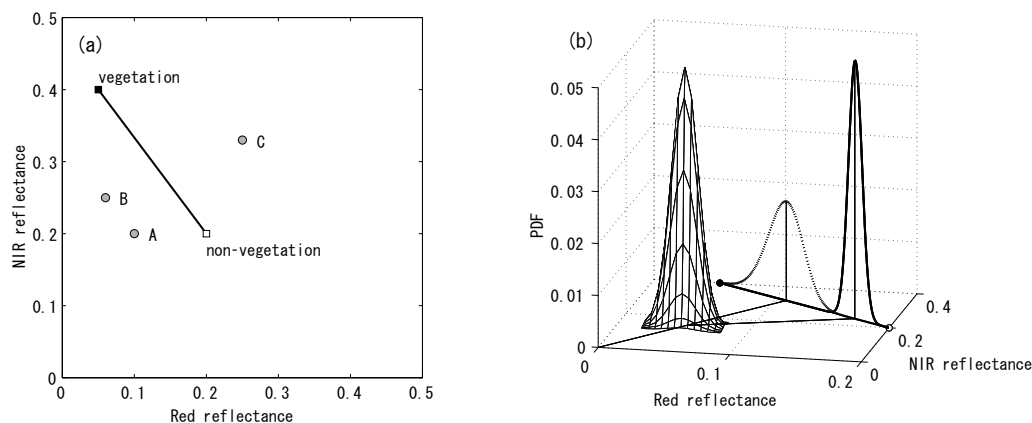 (a)
0.5
0.4
0.3
0.2
0.1
0
NIR reflectance
vegetation
C
B
A
non-vegetation
0 0.1 0.2 0.3 0.4 0.5
Red reflectance
(b)
0.05
0.04
0.03
0.02
0.01
0
PDF
0 0.1 0.2
Red reflectance
0 0.2 0.4
NIR reflectance